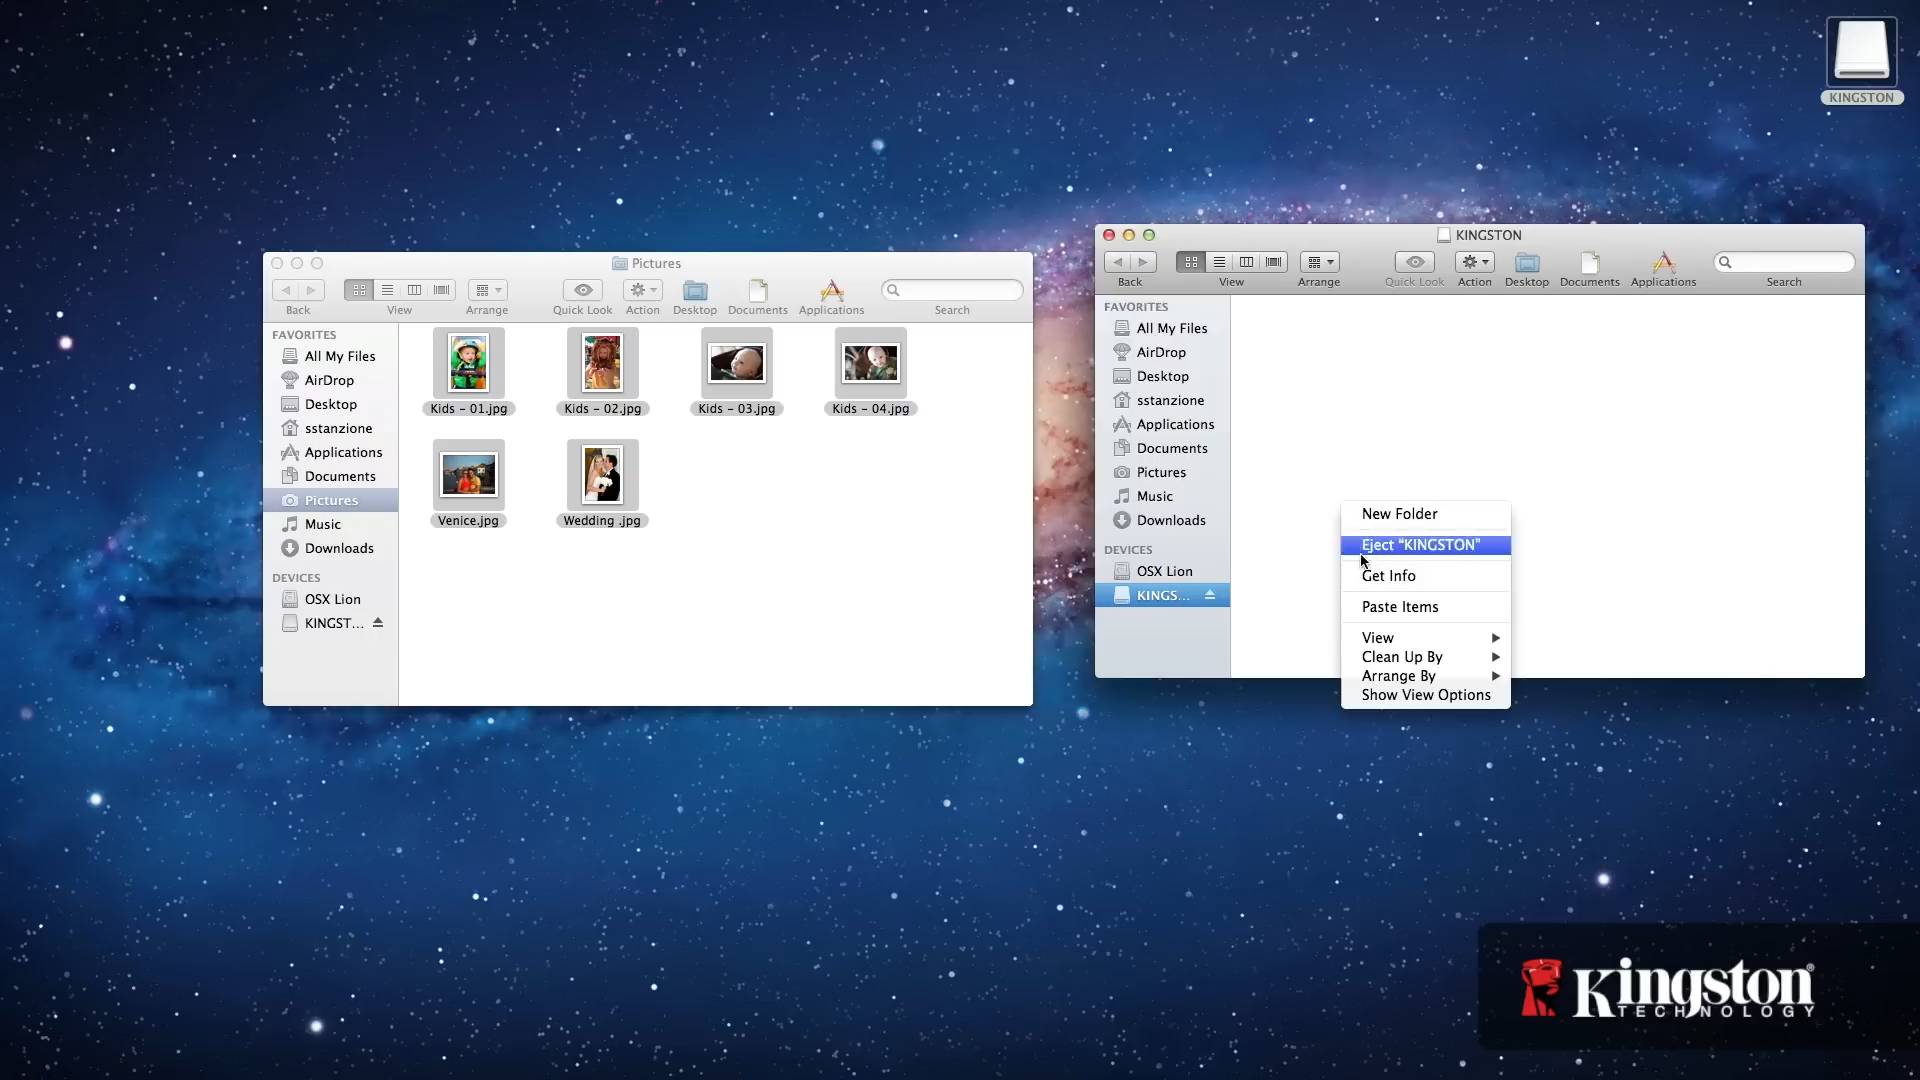 KINGSTON
Pictures
Back
View
Arrange
Quick Look
Action
Desktop
Documents
Applications
Search
FAVORITES
All My Files
AirDrop
Desktop
sstanzione
Applications
Documents
Pictures
Music
Downloads
DEVICES
OSX Lion
KINGST...
Kids - 01.jpg
Kids - 02.jpg
Kids - 03.jpg
Kids - 04.jpg
Venice.jpg
Wedding .jpg
KINGSTON
Back
View
Arrange
Quick Look
Action
Desktop
Documents
Applications
Search
FAVORITES
All My Files
AirDrop
Desktop
sstanzione
Applications
Documents
Pictures
Music
Downloads
DEVICES
OSX Lion
KINGS...
New Folder
Eject “KINGSTON”
Get Info
Paste Items
View
Clean Up By
Arrange By
Show View Options
Kingston®
TECHNOLOGY